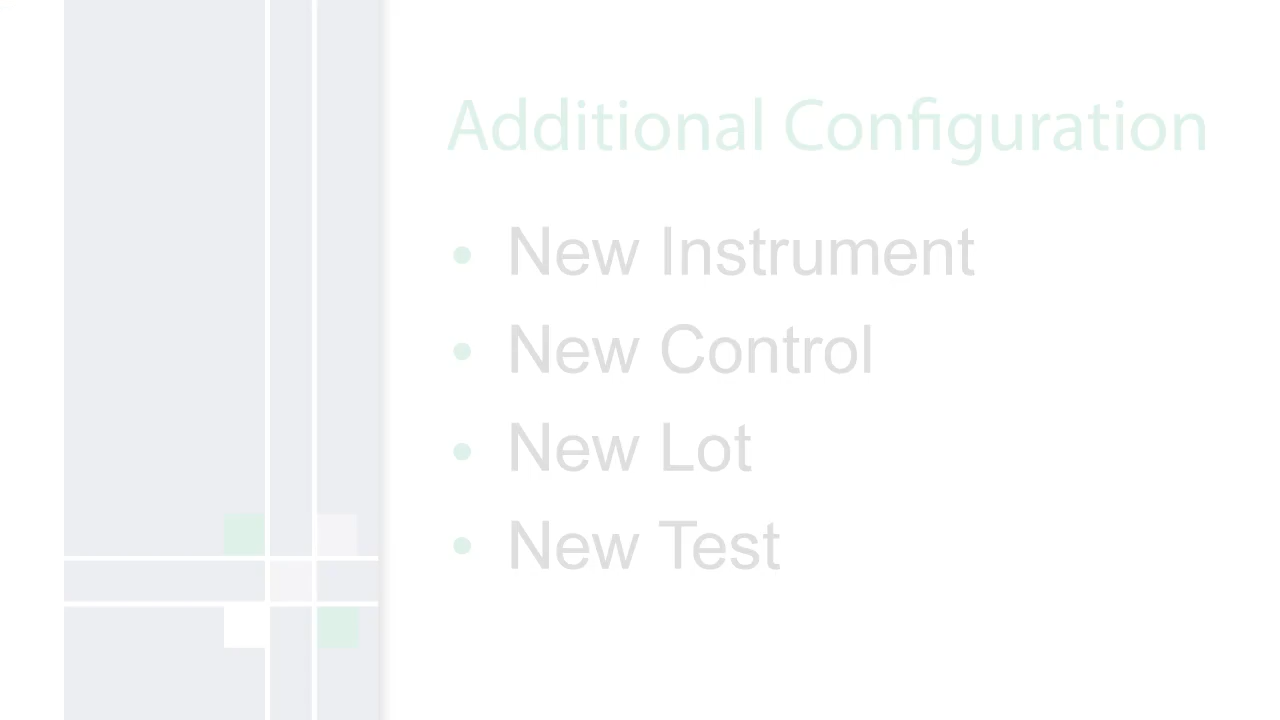 Additional Configuration
• New Instrument
• New Control
• New Lot
• New Test